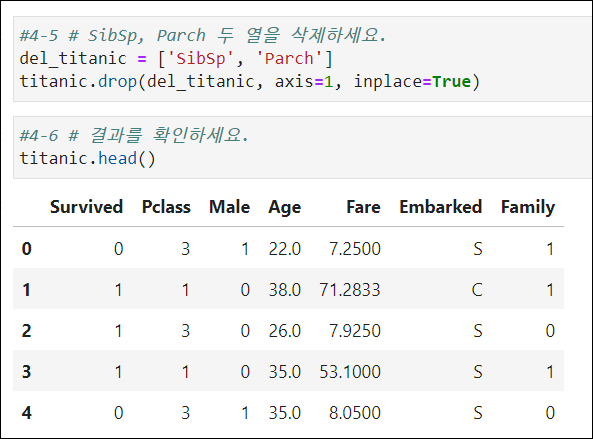 #4-5 # SibSp, Parch 두 열을 삭제하세요.
del_titanic = ['SibSp', 'Parch']
titanic.drop(del_titanic, axis=1, inplace=True)
#4-6 # 결과를 확인하세요.
titanic.head()
Survived Pclass Male Age Fare Embarked Family
0 0 3 1 22.0 7.2500 S 1
1 1 1 0 38.0 71.2833 C 1
2 1 3 0 26.0 7.9250 S 0
3 1 1 0 35.0 53.1000 S 1
4 0 3 1 35.0 8.0500 S 0